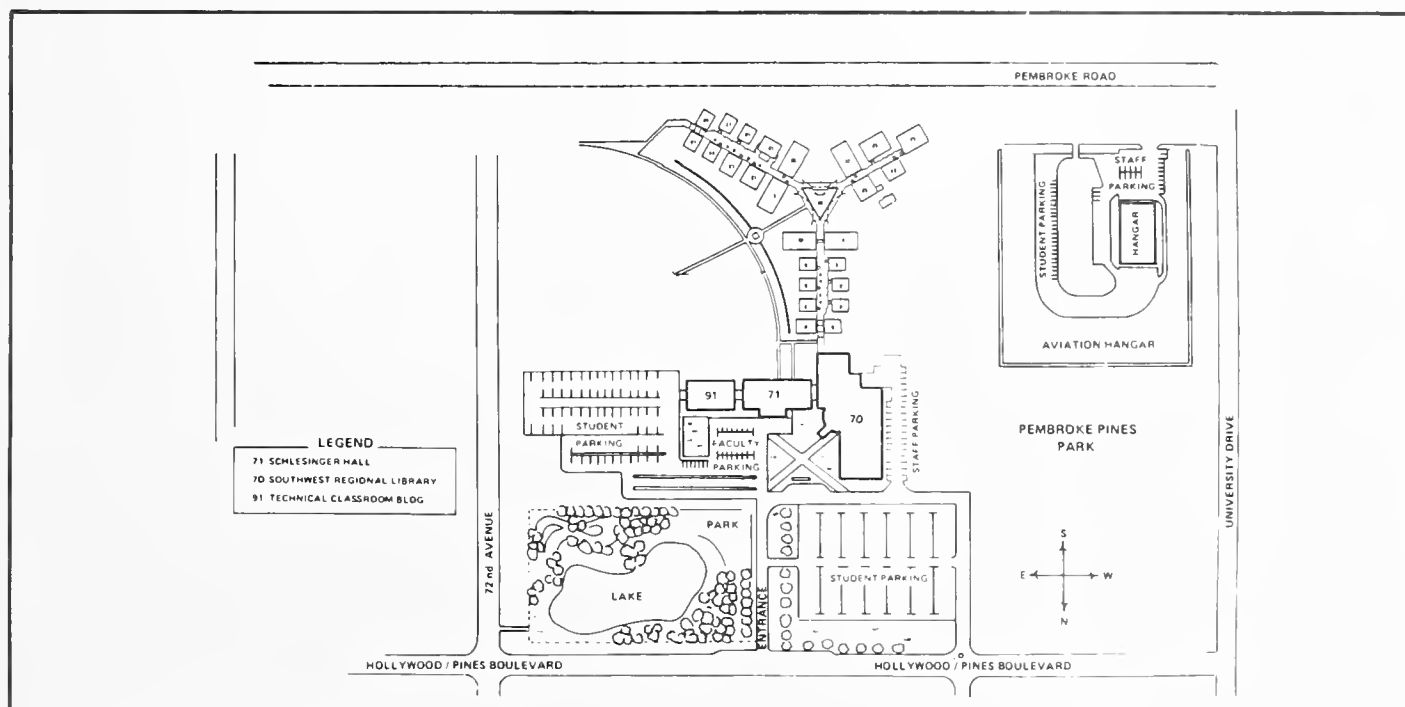 PEMBROKE ROAD
STAFF
PARKING
STUDENT PARKING
HANGAR
AVIATION HANGAR
91
71
70
STUDENT
PARKING
FACULTY
PARKING
STAFF PARKING
PEMBROKE PINES
PARK
UNIVERSITY DRIVE
LEGEND
71 SCHLESINGER HALL
70 SOUTHWEST REGIONAL LIBRARY
91 TECHNICAL CLASSROOM BLDG
72 nd AVENUE
PARK
LAKE
ENTRANCE
STUDENT PARKING
S
E
W
N
HOLLYWOOD / PINES BOULEVARD
HOLLYWOOD / PINES BOULEVARD